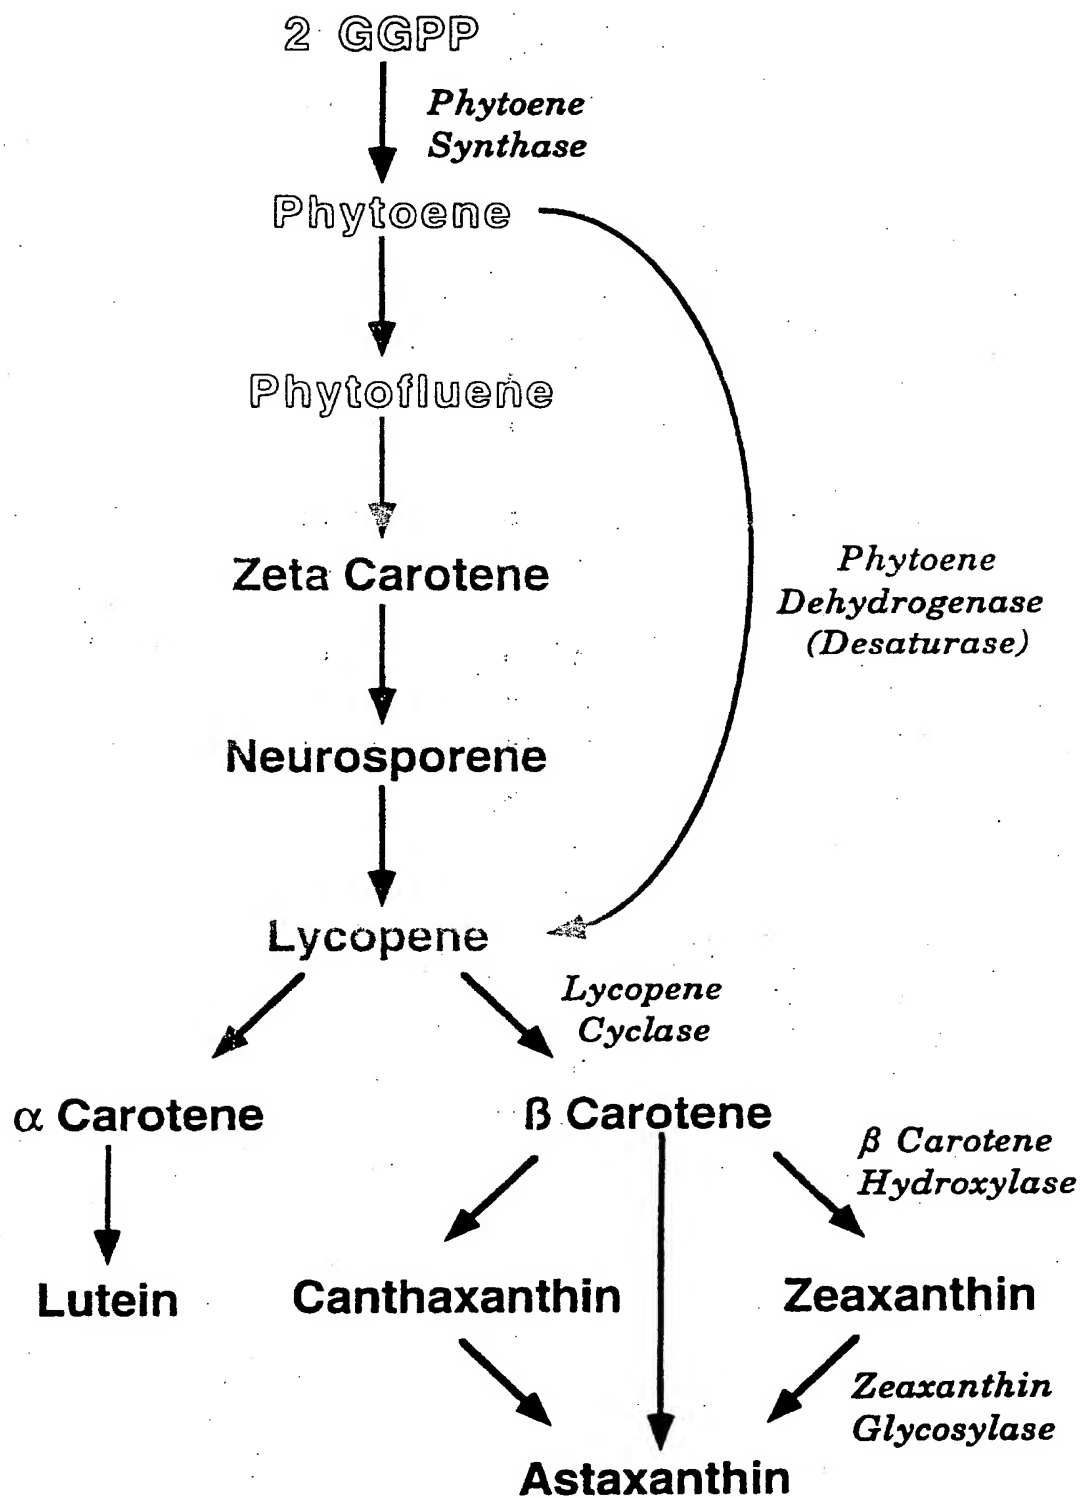 2 GGPP
Phytoene
Synthase
Phytoene
Phytofluene
Zeta Carotene
Phytoene
Dehydrogenase
(Desaturase)
Neurosporene
Lycopene
Lycopene
Cyclase
α Carotene
ß Carotene
β Carotene
Hydroxylase
Lutein
Canthaxanthin
Zeaxanthin
Zeaxanthin
Glycosylase
Astaxanthin